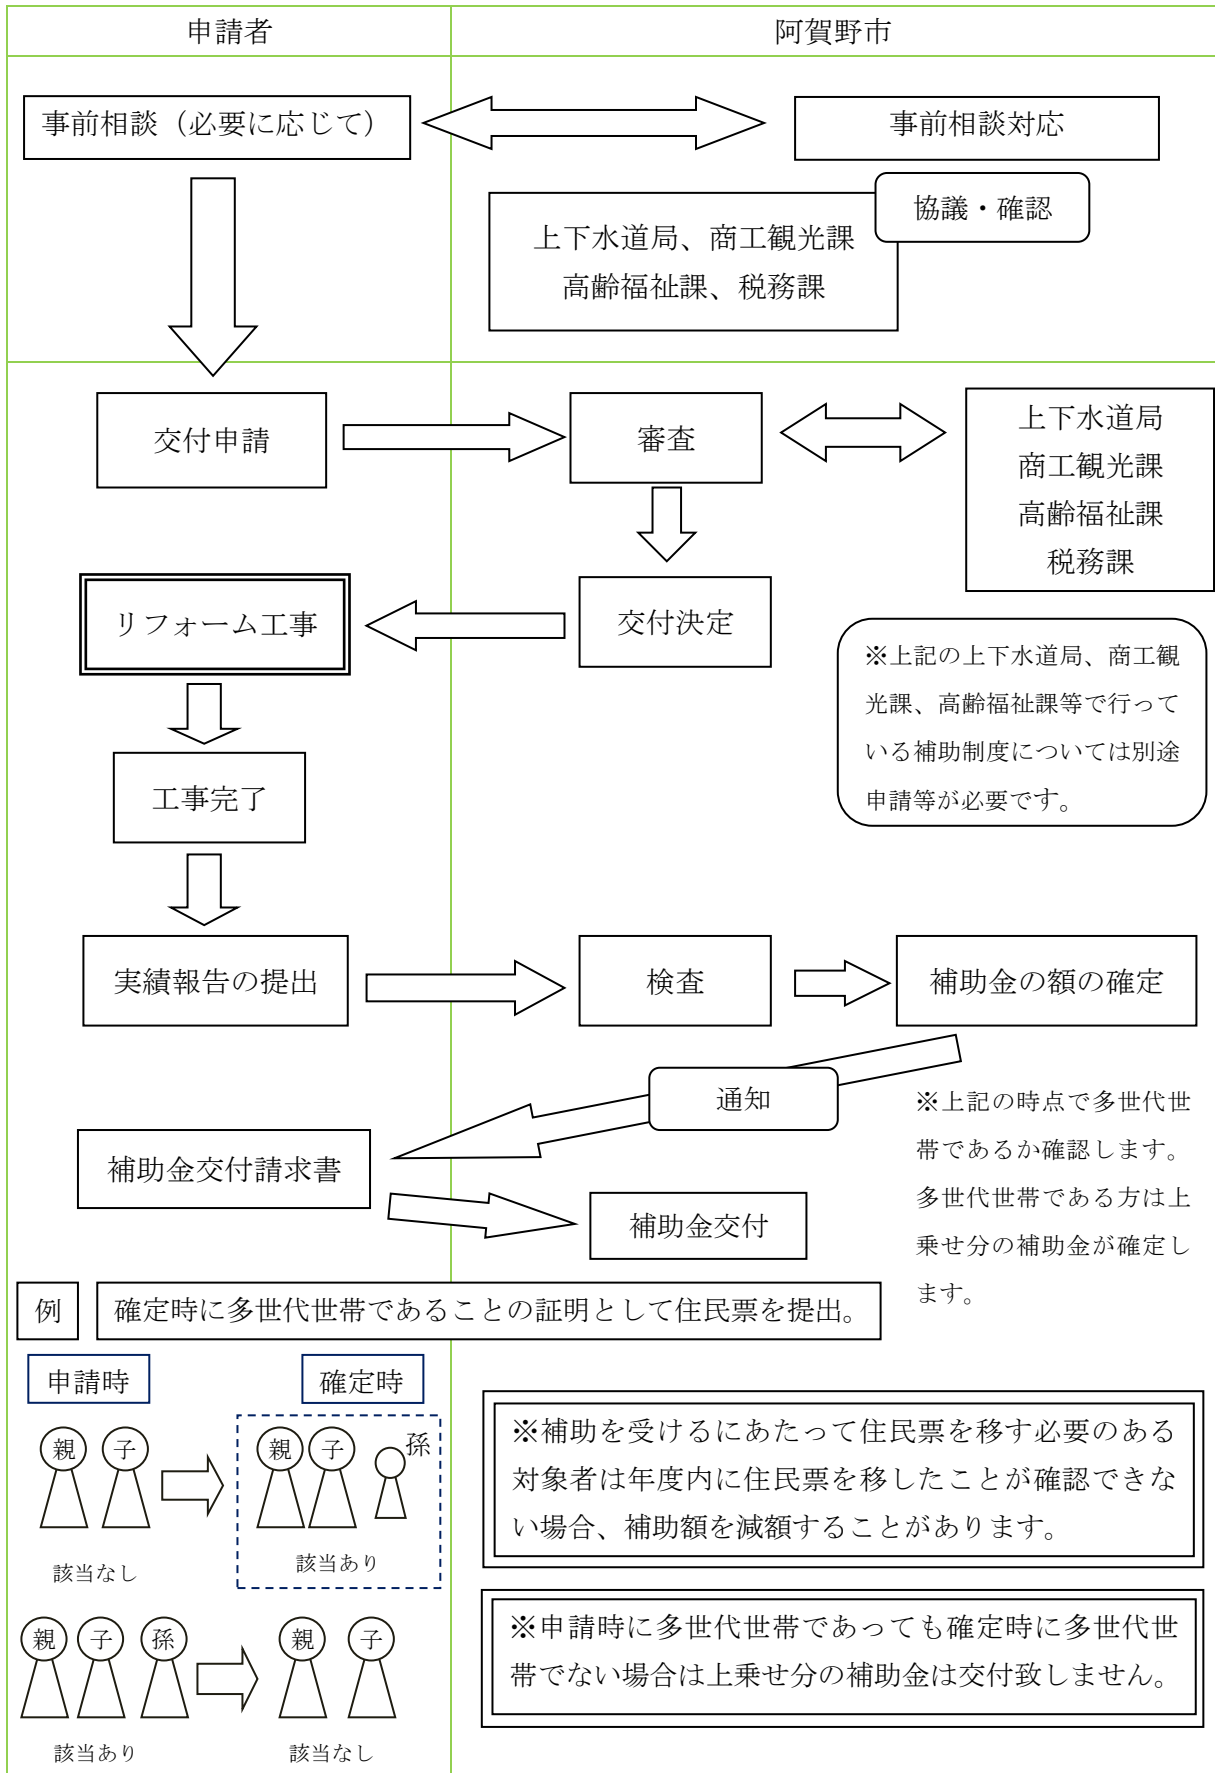 申請者
阿賀野市
事前相談（必要に応じて）
事前相談対応
協議・確認
上下水道局、商工観光課
高齢福祉課、税務課
交付申請
審査
上下水道局
商工観光課
高齢福祉課
税務課
リフォーム工事
交付決定
※上記の上下水道局、商工観
光課、高齢福祉課等で行って
いる補助制度については別途
申請等が必要です。
工事完了
実績報告の提出
検査
補助金の額の確定
通知
※上記の時点で多世代世
帯であるか確認します。
多世代世帯である方は上
乗せ分の補助金が確定し
ます。
補助金交付請求書
補助金交付
例
確定時に多世代世帯であることの証明として住民票を提出。
申請時
確定時
親
子
親
子
孫
該当なし
該当あり
親
子
孫
親
子
該当あり
該当なし
※補助を受けるにあたって住民票を移す必要のある
対象者は年度内に住民票を移したことが確認できな
い場合、補助額を減額することがあります。
※申請時に多世代世帯であっても確定時に多世代世
帯でない場合は上乗せ分の補助金は交付致しません。